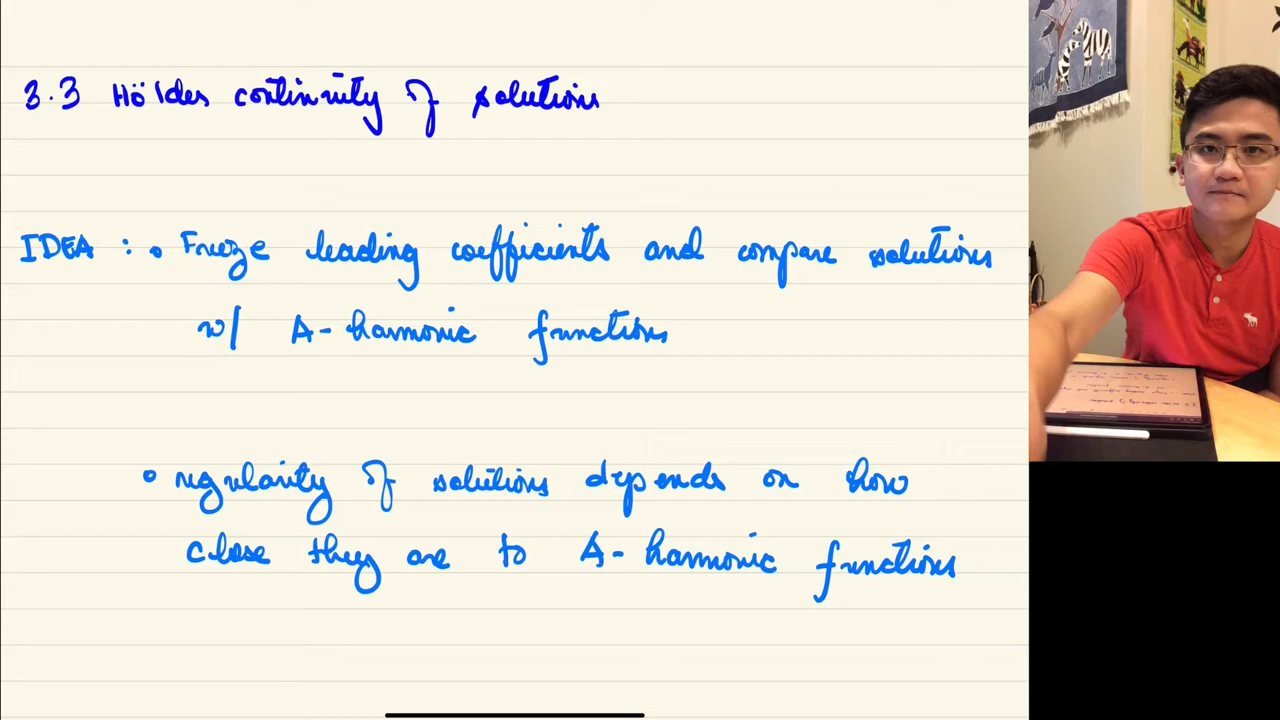 3.3 Hölder continuity of solutions
IDEA : • Freeze leading coefficients and compare solutions
w/ A-harmonic functions
• regularity of solutions depends on how
close they are to A-harmonic functions